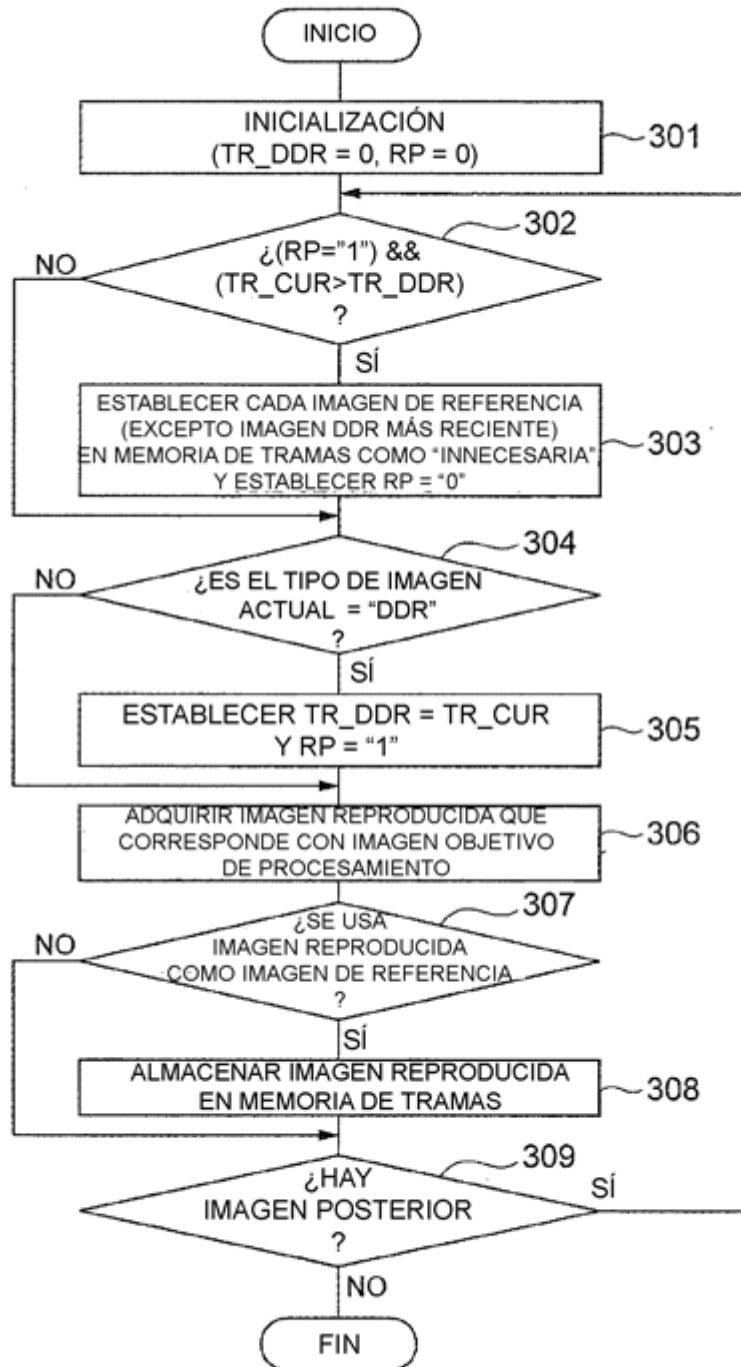 INICIO
INICIALIZACIÓN
(TR_DDR = 0, RP = 0)
301
302
¿(RP="1") &&
(TR_CUR>TR_DDR)
?
NO
SÍ
ESTABLECER CADA IMAGEN DE REFERENCIA
(EXCEPTO IMAGEN DDR MÁS RECIENTE)
EN MEMORIA DE TRAMAS COMO “INNECESARIA”
Y ESTABLECER RP = “0”
303
304
NO
¿ES EL TIPO DE IMAGEN
ACTUAL = “DDR”
?
SÍ
ESTABLECER TR_DDR = TR_CUR
Y RP = “1”
305
ADQUIRIR IMAGEN REPRODUCIDA QUE
CORRESPONDE CON IMAGEN OBJETIVO
DE PROCESAMIENTO
306
307
¿SE USA
IMAGEN REPRODUCIDA
COMO IMAGEN DE REFERENCIA
?
NO
SÍ
ALMACENAR IMAGEN REPRODUCIDA
EN MEMORIA DE TRAMAS
308
309
¿HAY
IMAGEN POSTERIOR
?
SÍ
NO
FIN